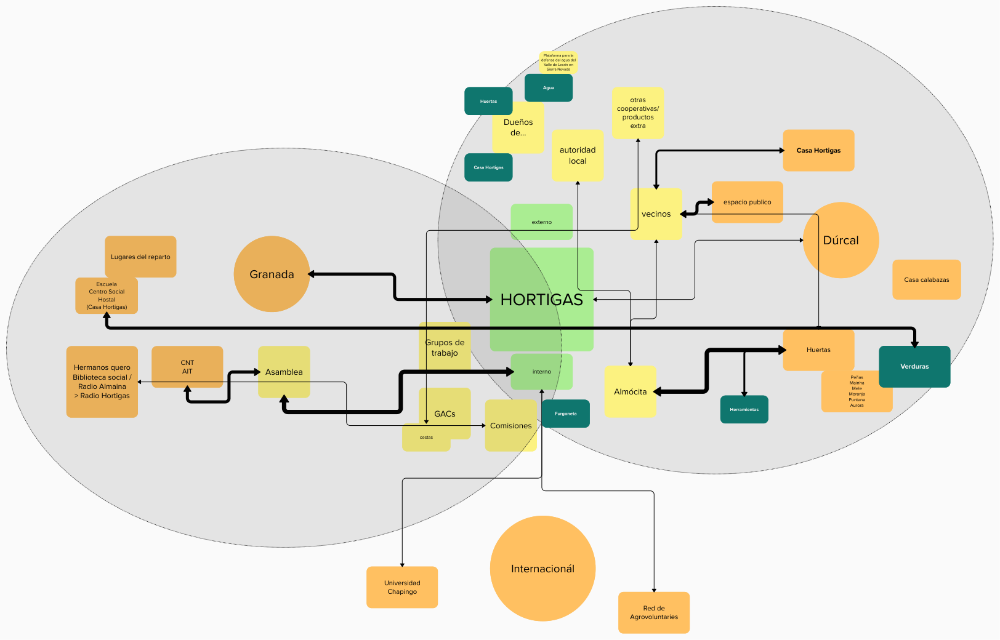 Plataforma para la
defensa del agua del
Valle de Lecrín en
Sierra Nevada
Agua
Huertas
Dueños
de...
Casa Hortigas
otras
cooperativas/
productos
extra
autoridad
local
Casa Hortigas
vecinos
espacio publico
externo
Dúrcal
Granada
Lugares del reparto
Escuela
Centro Social
Hostal
(Casa Hortigas)
HORTIGAS
Casa calabazas
Grupos de
trabajo
Hermanos quero
Biblioteca social /
Radio Almaina
> Radio Hortigas
CNT
AIT
Asamblea
interno
Almócita
Huertas
Verduras
Peñas
Mainha
Mele
Moranja
Puntana
Aurora
Herramientas
GACs
cestas
Comisiones
Furgoneta
Internacionál
Universidad
Chapingo
Red de
Agrovoluntaries